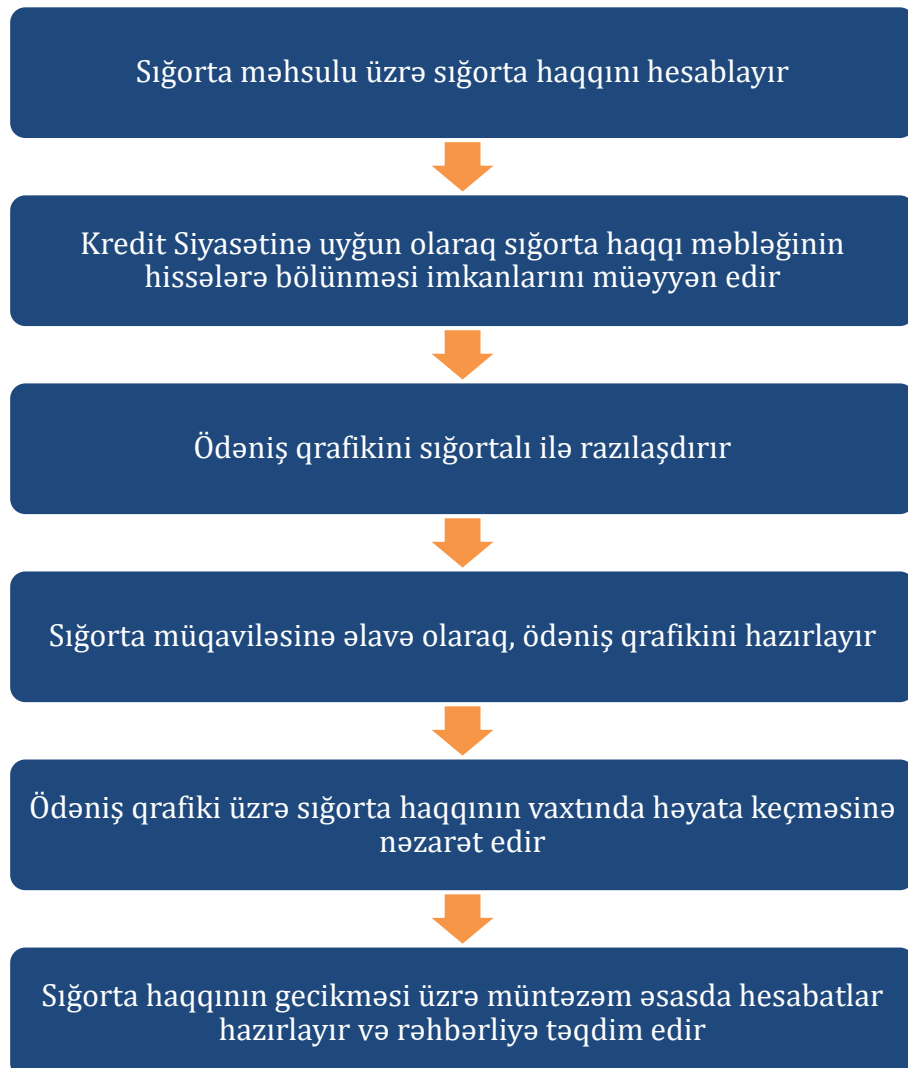 Sığorta məhsulu üzrə sığorta haqqını hesablayır
Kredit Siyasətinə uyğun olaraq sığorta haqqı məbləğinin
hissələrə bölünməsi imkanlarını müəyyən edir
Ödəniş qrafikini sığortalı ilə razılaşdırır
Sığorta müqaviləsinə əlavə olaraq, ödəniş qrafikini hazırlayır
Ödəniş qrafiki üzrə sığorta haqqının vaxtında həyata keçməsinə
nəzarət edir
Sığorta haqqının gecikməsi üzrə müntəzəm əsasda hesabatlar
hazırlayır və rəhbərliyə təqdim edir